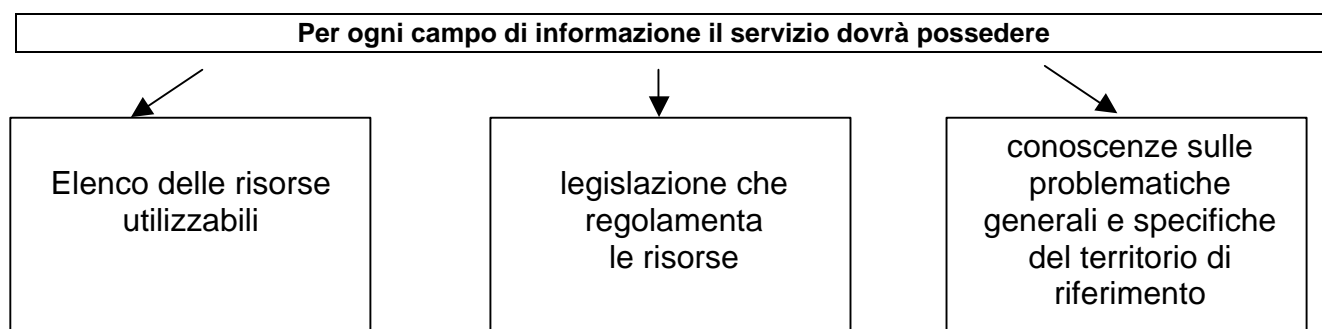 Per ogni campo di informazione il servizio dovrà possedere
Elenco delle risorse
utilizzabili
legislazione che
regolamenta
le risorse
conoscenze sulle
problematiche
generali e specifiche
del territorio di
riferimento